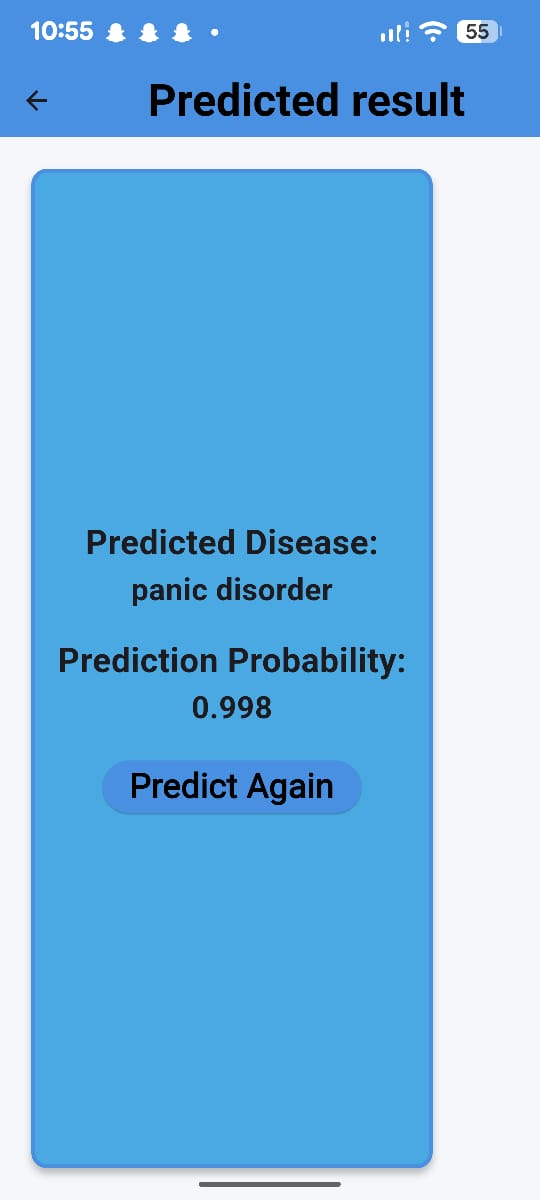 10:55
55
Predicted result
Predicted Disease:
panic disorder
Prediction Probability:
0.998
Predict Again